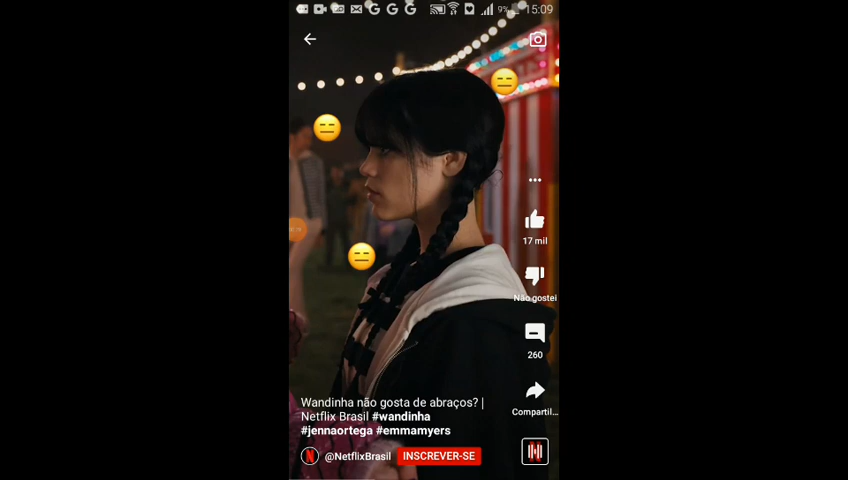 9% 15:09
17 mil
Não gostei
260
Compartil...
Wandinha não gosta de abraços? |
Netflix Brasil #wandinha
#jennaortega #emmamyers
@NetflixBrasil INSCREVER-SE